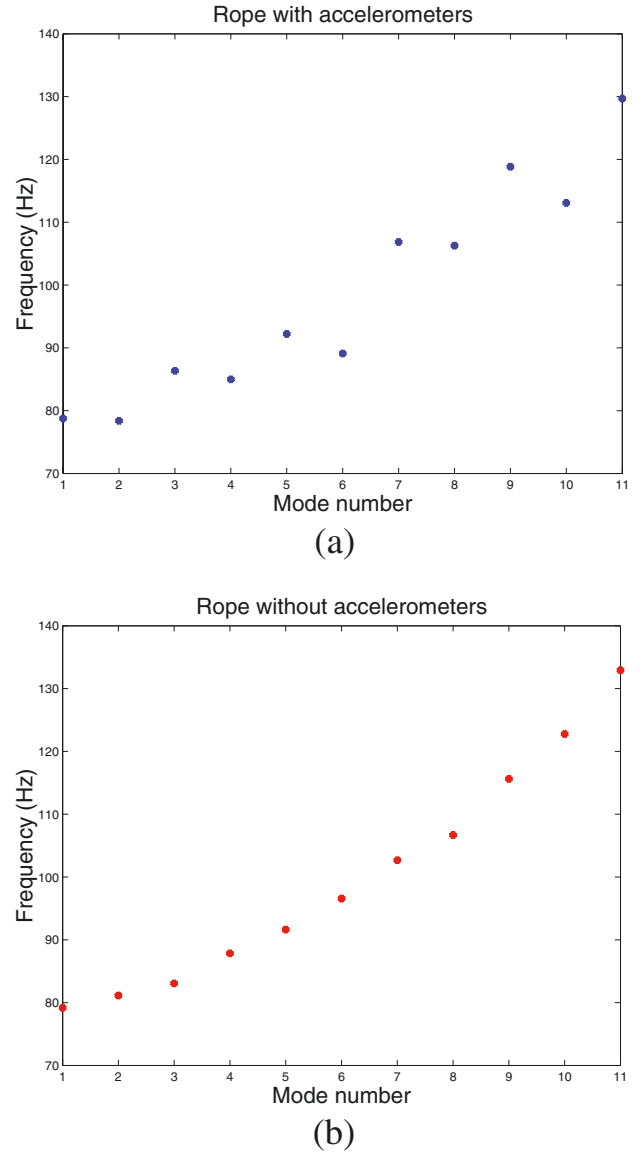 Rope with accelerometers
140
130
120
110
100
90
80
70
Frequency (Hz)
1 2 3 4 5 6 7 8 9 10 11
Mode number
(a)
Rope without accelerometers
140
130
120
110
100
90
80
70
Frequency (Hz)
1 2 3 4 5 6 7 8 9 10 11
Mode number
(b)